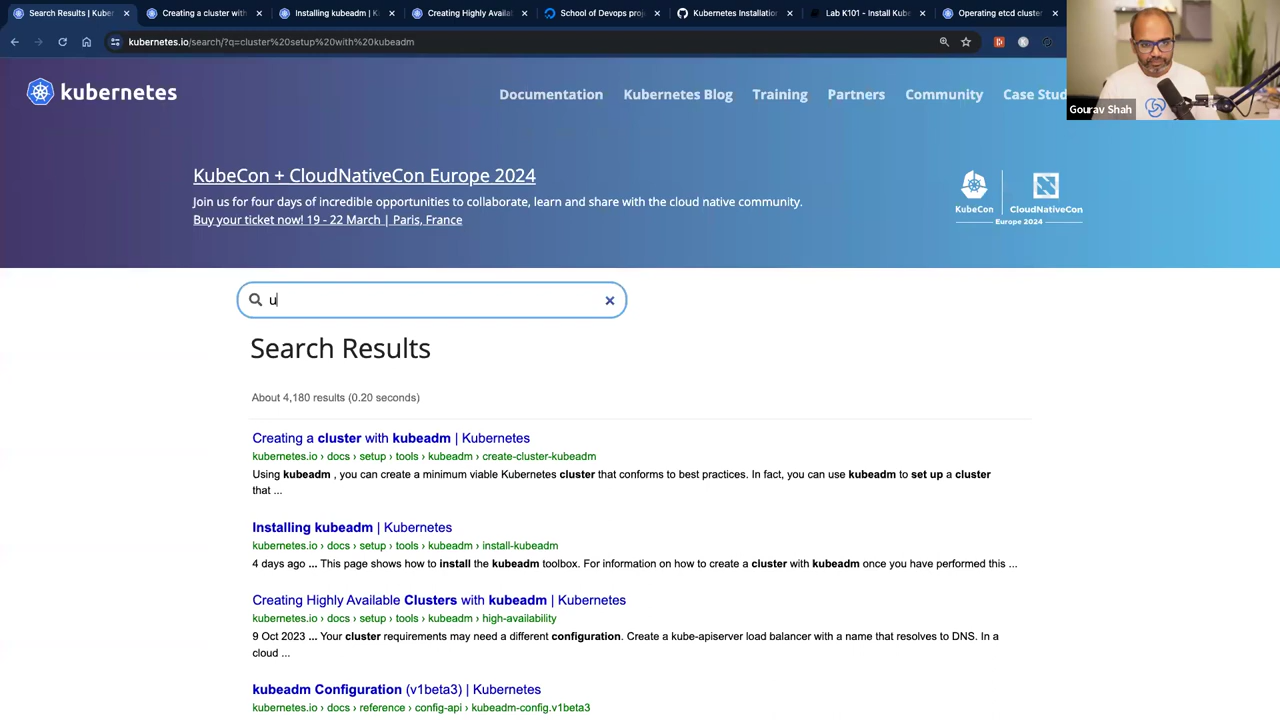 Search Results | Kuber
Creating a cluster with
Installing kubeadm | K
Creating Highly Availa
School of Devops proj
Kubernetes Installation
Lab K101 - Install Kube
Operating etcd cluster
kubernetes.io/search/?q=cluster%20setup%20with%20kubeadm
kubernetes
Documentation
Kubernetes Blog
Training
Partners
Community
Case Stud
Gourav Shah
KubeCon + CloudNativeCon Europe 2024
Join us for four days of incredible opportunities to collaborate, learn and share with the cloud native community.
Buy your ticket now! 19 - 22 March | Paris, France
KubeCon
CloudNativeCon
Europe 2024
u
Search Results
About 4,180 results (0.20 seconds)
Creating a cluster with kubeadm | Kubernetes
kubernetes.io › docs › setup › tools › kubeadm › create-cluster-kubeadm
Using kubeadm , you can create a minimum viable Kubernetes cluster that conforms to best practices. In fact, you can use kubeadm to set up a cluster
that ...
Installing kubeadm | Kubernetes
kubernetes.io › docs › setup › tools › kubeadm › install-kubeadm
4 days ago ... This page shows how to install the kubeadm toolbox. For information on how to create a cluster with kubeadm once you have performed this ...
Creating Highly Available Clusters with kubeadm | Kubernetes
kubernetes.io › docs › setup › tools › kubeadm › high-availability
9 Oct 2023 ... Your cluster requirements may need a different configuration. Create a kube-apiserver load balancer with a name that resolves to DNS. In a
cloud ...
kubeadm Configuration (v1beta3) | Kubernetes
kubernetes.io › docs › reference › config-api › kubeadm-config.v1beta3